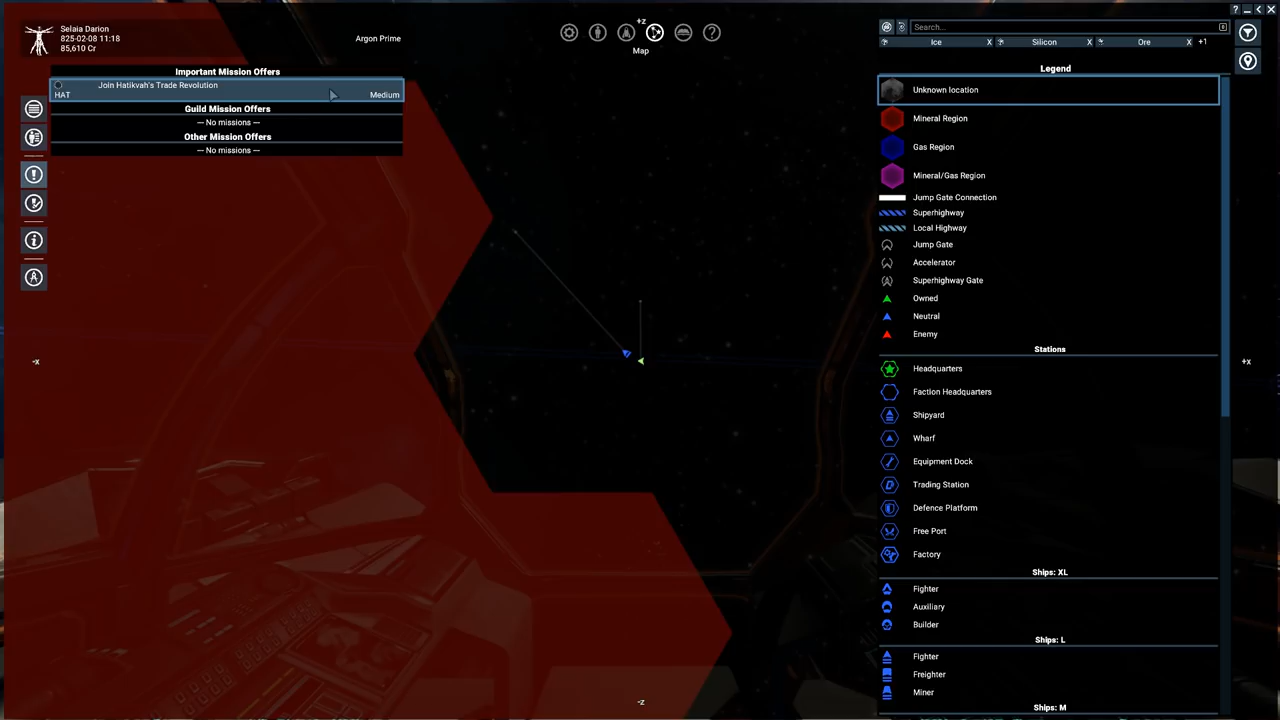 Selaia Darion
825-02-08 11:18
85,610 Cr
Argon Prime
+z
Map
?
Search...
Ice X
Silicon X
Ore X
+1
Important Mission Offers
Join Hatikvah's Trade Revolution
HAT Medium
Guild Mission Offers
-- No missions --
Other Mission Offers
-- No missions --
-x
+x
-z
Legend
Unknown location
Mineral Region
Gas Region
Mineral/Gas Region
Jump Gate Connection
Superhighway
Local Highway
Jump Gate
Accelerator
Superhighway Gate
Owned
Neutral
Enemy
Stations
Headquarters
Faction Headquarters
Shipyard
Wharf
Equipment Dock
Trading Station
Defence Platform
Free Port
Factory
Ships: XL
Fighter
Auxiliary
Builder
Ships: L
Fighter
Freighter
Miner
Ships: M